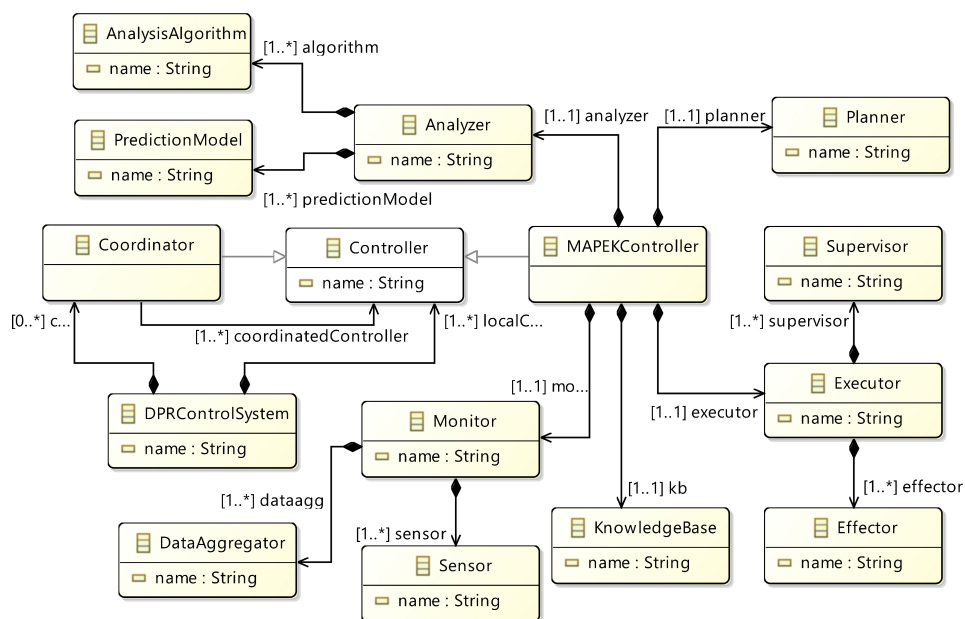 AnalysisAlgorithm
name : String
[1..*] algorithm
PredictionModel
name : String
[1..*] predictionModel
Analyzer
name : String
[1..1] analyzer
[1..1] planner
Planner
name : String
Coordinator
Controller
name : String
MAPEKController
Supervisor
name : String
[0..*] c...
[1..*] coordinatedController
[1..*] localC...
[1..*] supervisor
DPRControlSystem
name : String
[1..1] mo...
Monitor
name : String
[1..1] executor
Executor
name : String
[1..*] dataagg
[1..*] sensor
[1..1] kb
[1..*] effector
DataAggregator
name : String
Sensor
name : String
KnowledgeBase
name : String
Effector
name : String